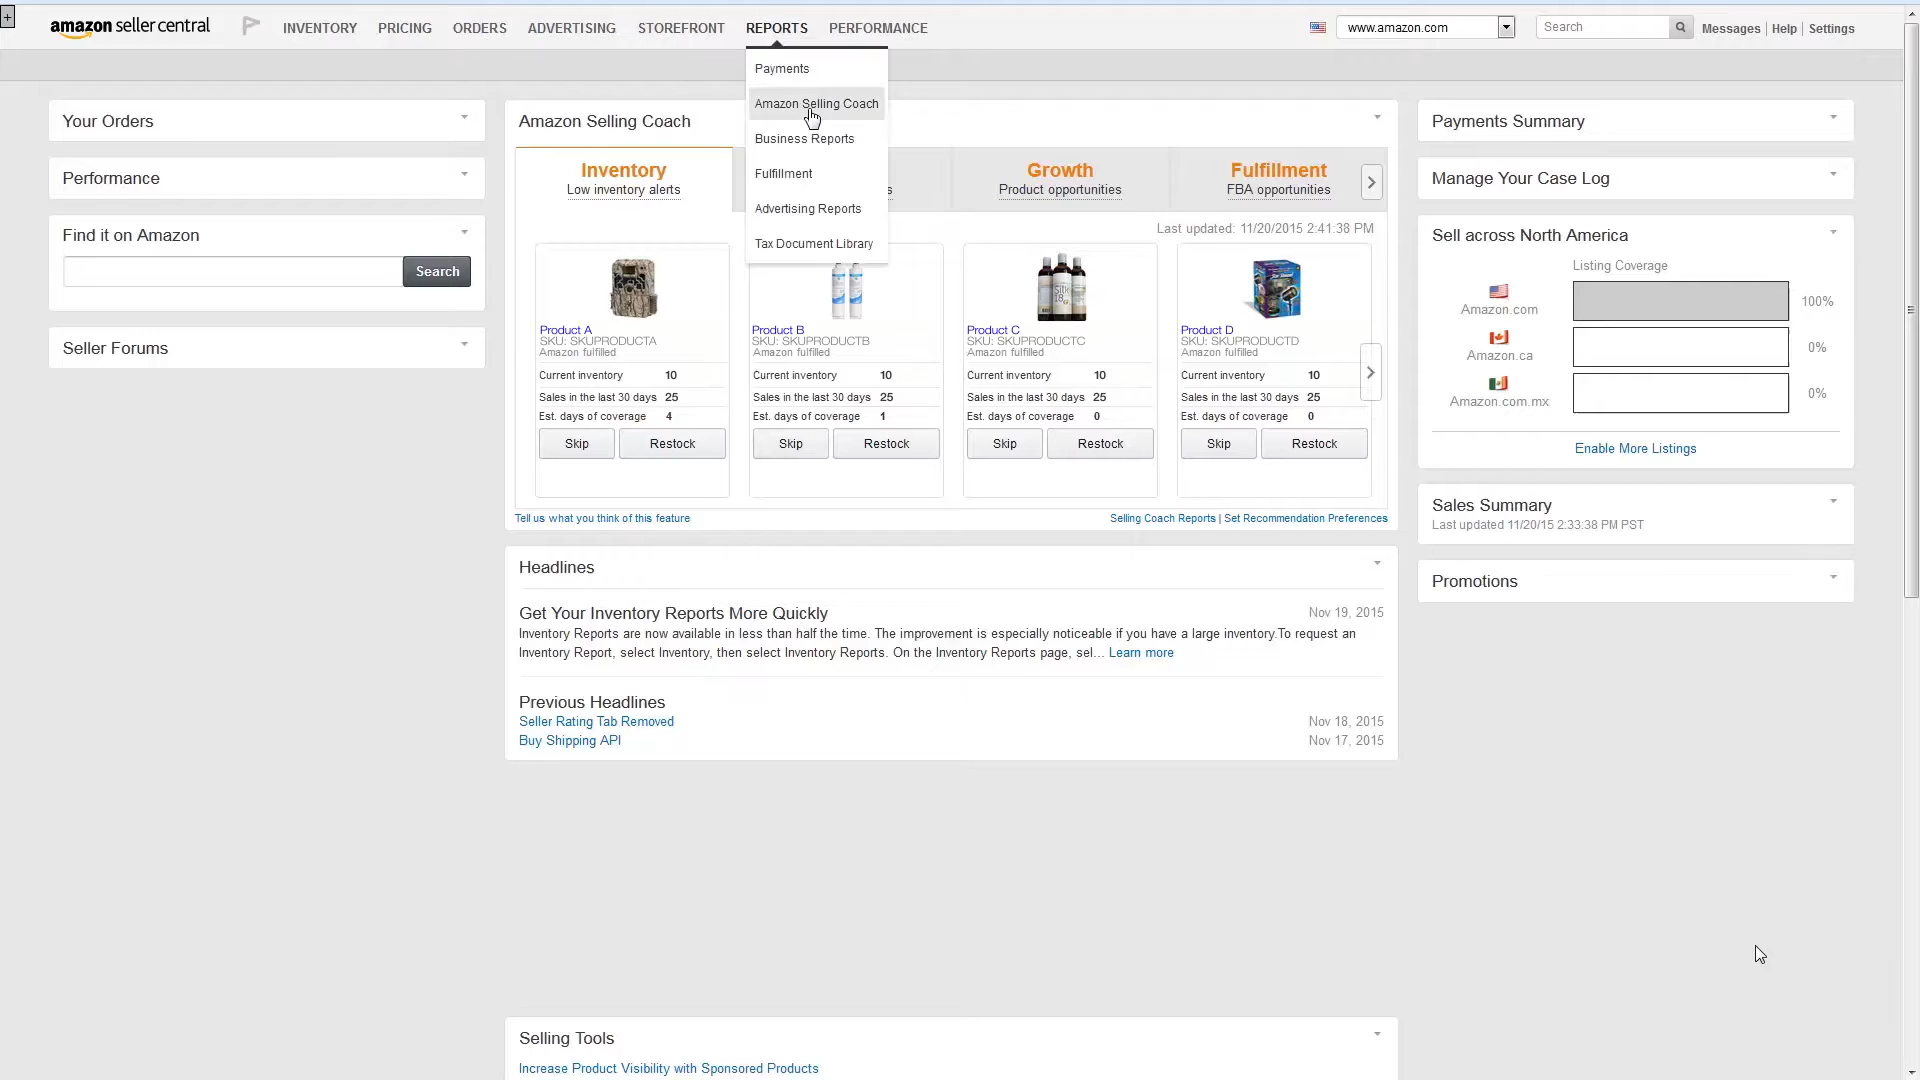 +
amazon seller central
INVENTORY PRICING ORDERS ADVERTISING STOREFRONT REPORTS PERFORMANCE
www.amazon.com
Search
Messages | Help | Settings
Payments
Amazon Selling Coach
Business Reports
Fulfillment
Advertising Reports
Tax Document Library
Your Orders
Performance
Find it on Amazon
Search
Seller Forums
Amazon Selling Coach
Inventory
Low inventory alerts
s
Growth
Product opportunities
Fulfillment
FBA opportunities
Last updated: 11/20/2015 2:41:38 PM
Product A
SKU: SKUPRODUCTA
Amazon fulfilled
Current inventory 10
Sales in the last 30 days 25
Est. days of coverage 4
Skip Restock
Product B
SKU: SKUPRODUCTB
Amazon fulfilled
Current inventory 10
Sales in the last 30 days 25
Est. days of coverage 1
Skip Restock
Silk
18
Product C
SKU: SKUPRODUCTC
Amazon fulfilled
Current inventory 10
Sales in the last 30 days 25
Est. days of coverage 0
Skip Restock
Product D
SKU: SKUPRODUCTD
Amazon fulfilled
Current inventory 10
Sales in the last 30 days 25
Est. days of coverage 0
Skip Restock
Tell us what you think of this feature
Selling Coach Reports | Set Recommendation Preferences
Headlines
Get Your Inventory Reports More Quickly
Nov 19, 2015
Inventory Reports are now available in less than half the time. The improvement is especially noticeable if you have a large inventory.To request an
Inventory Report, select Inventory, then select Inventory Reports. On the Inventory Reports page, sel... Learn more
Previous Headlines
Seller Rating Tab Removed Nov 18, 2015
Buy Shipping API Nov 17, 2015
Selling Tools
Increase Product Visibility with Sponsored Products
Payments Summary
Manage Your Case Log
Sell across North America
Listing Coverage
Amazon.com 100%
Amazon.ca 0%
Amazon.com.mx 0%
Enable More Listings
Sales Summary
Last updated 11/20/15 2:33:38 PM PST
Promotions